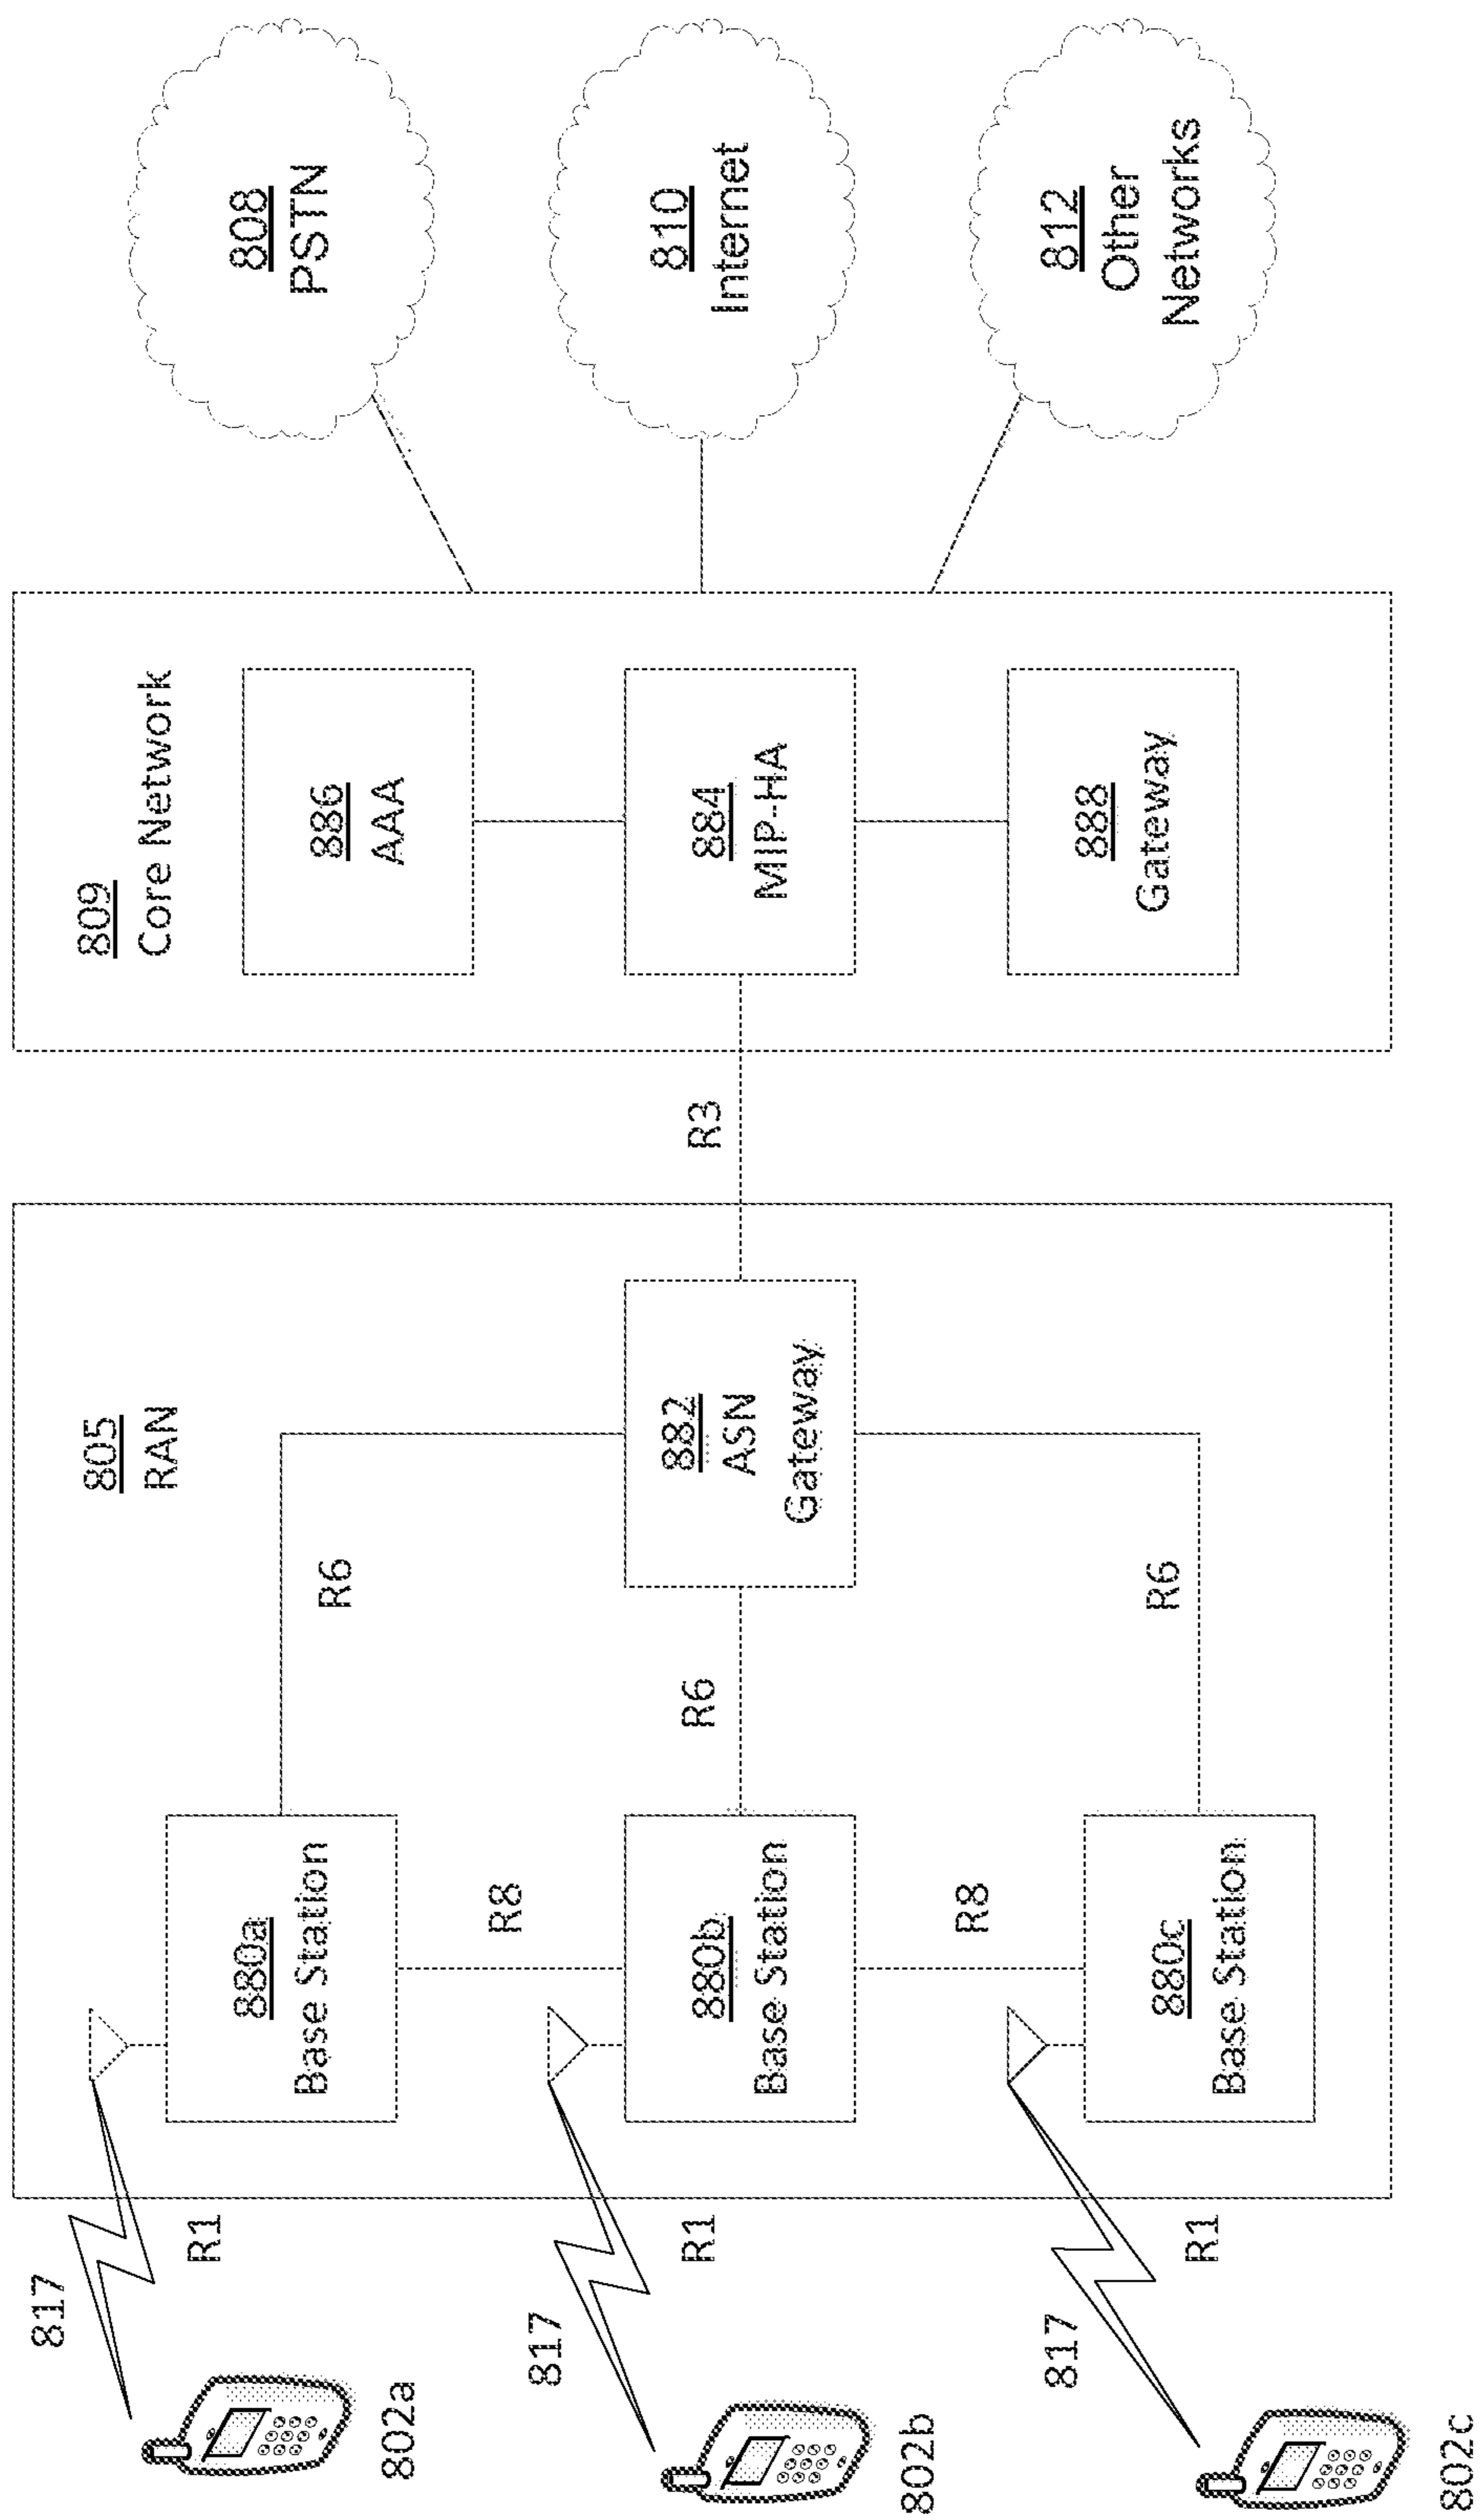 817
R1
802a
817
R1
802b
817
R1
802c
805
RAN
880a
Base Station
R8
880b
Base Station
R8
880c
Base Station
R6
R6
R6
882
ASN
Gateway
R3
809
Core Network
886
AAA
884
MIP-HA
888
Gateway
808
PSTN
810
Internet
812
Other
Networks